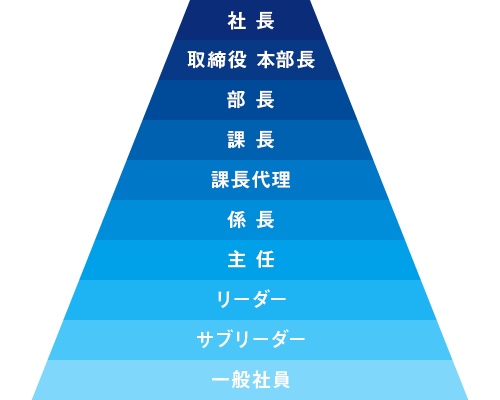 社 長
取締役 本部長
部 長
課 長
課長代理
係 長
主 任
リーダー
サブリーダー
一般社員